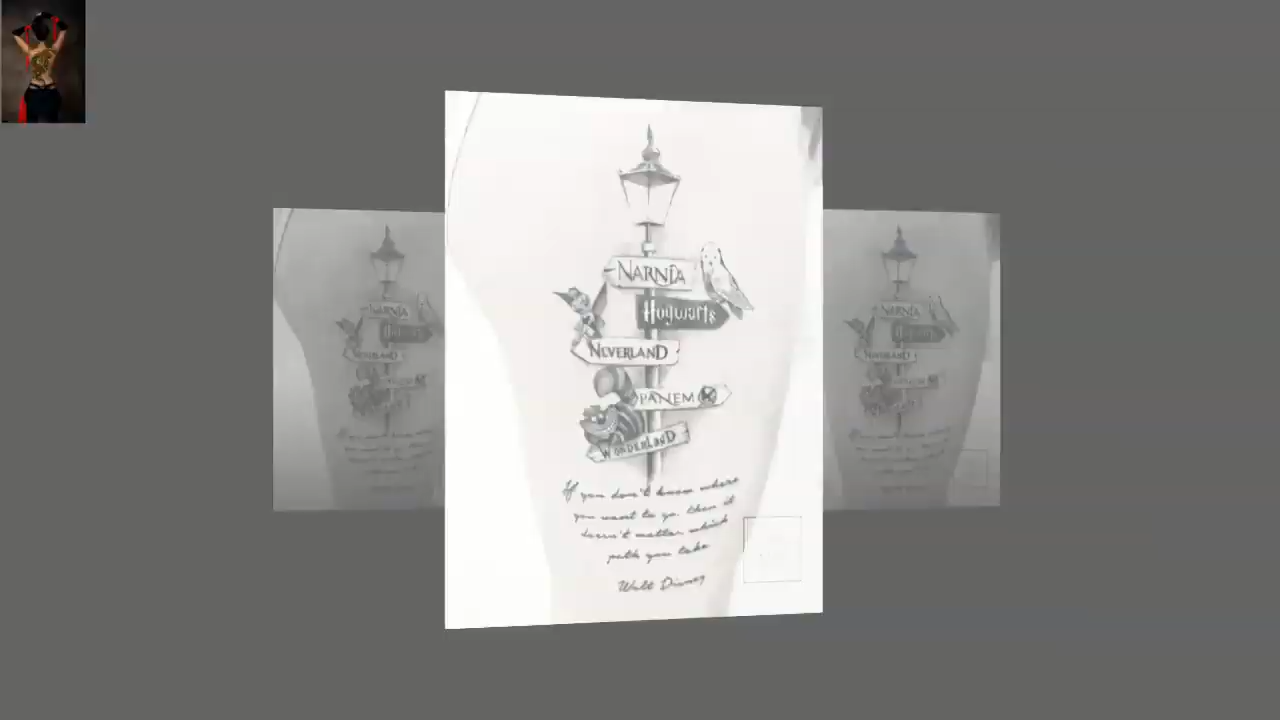 NARNIA
Hogwarts
NEVERLAND
PANEM
WONDERLAND
If you don't know where
you want to go, then it
doesn't matter which
path you take
Walt Disney